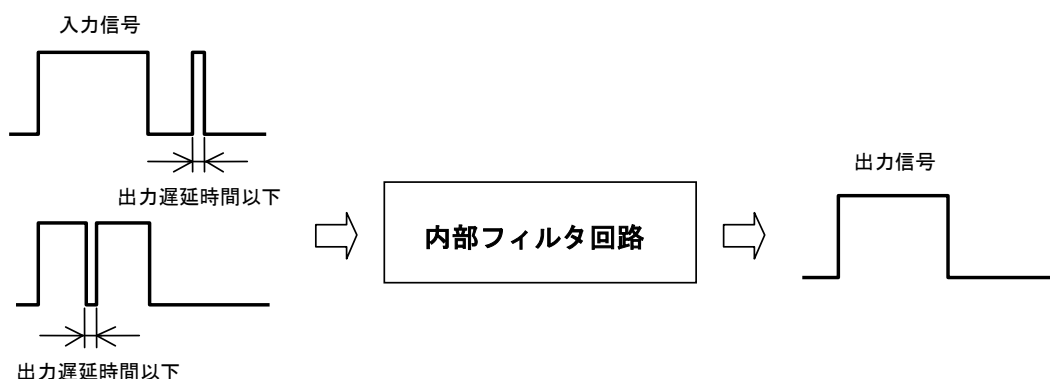 入力信号
出力遅延時間以下
出力信号
内部フィルタ回路
出力遅延時間以下